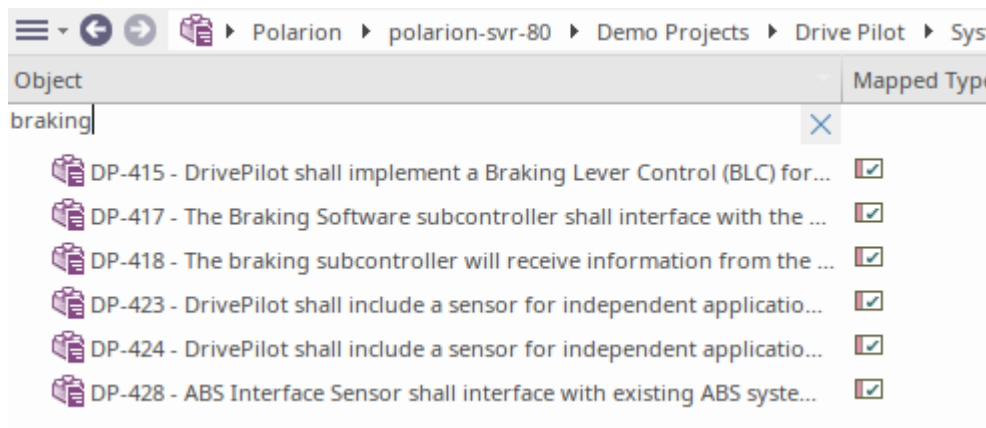 Polarion polarion-svr-80 Demo Projects Drive Pilot Sys
Object Mapped Type
braking
DP-415 - DrivePilot shall implement a Braking Lever Control (BLC) for...
DP-417 - The Braking Software subcontroller shall interface with the ...
DP-418 - The braking subcontroller will receive information from the ...
DP-423 - DrivePilot shall include a sensor for independent applicatio...
DP-424 - DrivePilot shall include a sensor for independent applicatio...
DP-428 - ABS Interface Sensor shall interface with existing ABS syste...